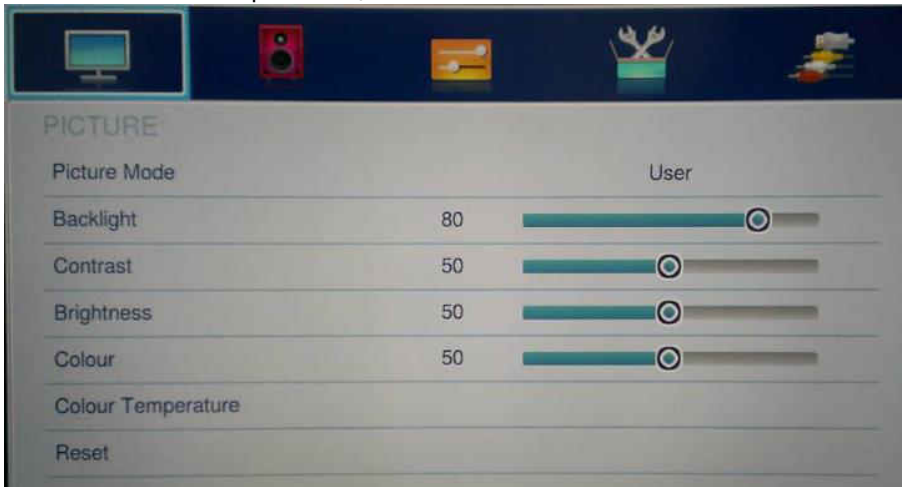 PICTURE
Picture Mode User
Backlight 80
Contrast 50
Brightness 50
Colour 50
Colour Temperature
Reset